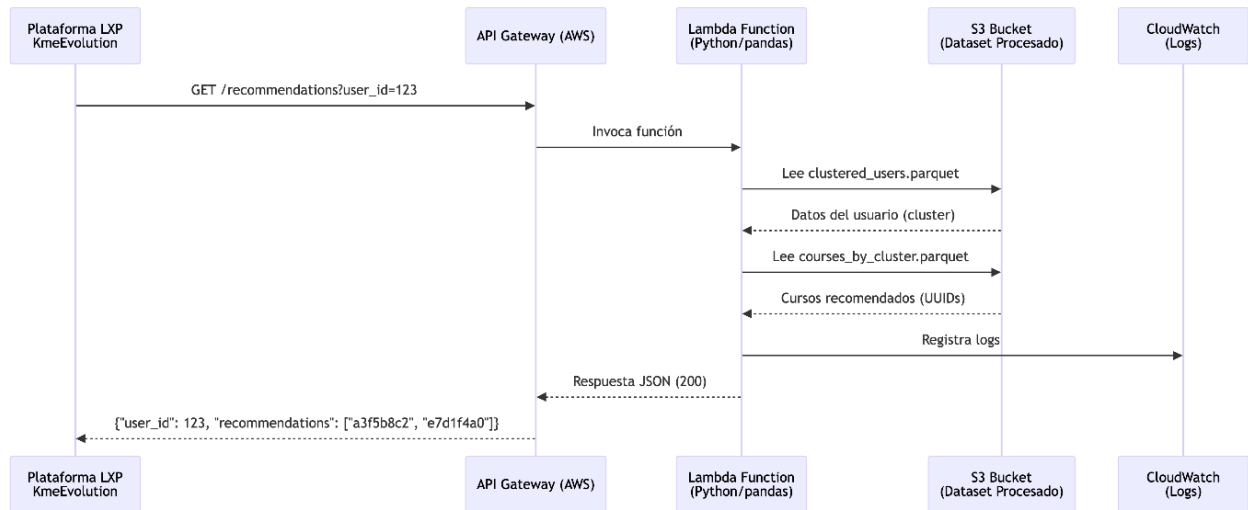 Plataforma LXP
KmeEvolution
API Gateway (AWS)
Lambda Function
(Python/pandas)
S3 Bucket
(Dataset Procesado)
CloudWatch
(Logs)
GET /recommendations?user_id=123
Invoca función
Lee clustered_users.parquet
Datos del usuario (cluster)
Lee courses_by_cluster.parquet
Cursos recomendados (UUIDs)
Registra logs
Respuesta JSON (200)
{"user_id": 123, "recommendations": ["a3f5b8c2", "e7d1f4a0"]}
Plataforma LXP
KmeEvolution
API Gateway (AWS)
Lambda Function
(Python/pandas)
S3 Bucket
(Dataset Procesado)
CloudWatch
(Logs)